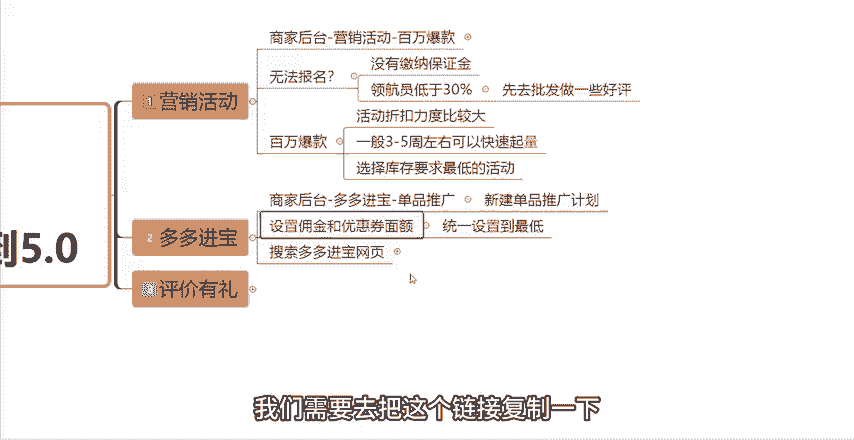 到5.0
1 营销活动
商家后台-营销活动-百万爆款
无法报名?
没有缴纳保证金
领航员低于30%
先去批发做一些好评
百万爆款
活动折扣力度比较大
一般3-5周左右可以快速起量
选择库存要求最低的活动
2 多多进宝
商家后台-多多进宝-单品推广
新建单品推广计划
设置佣金和优惠券面额
统一设置到最低
搜索多多进宝网页
3 评价有礼
我们需要去把这个链接复制一下